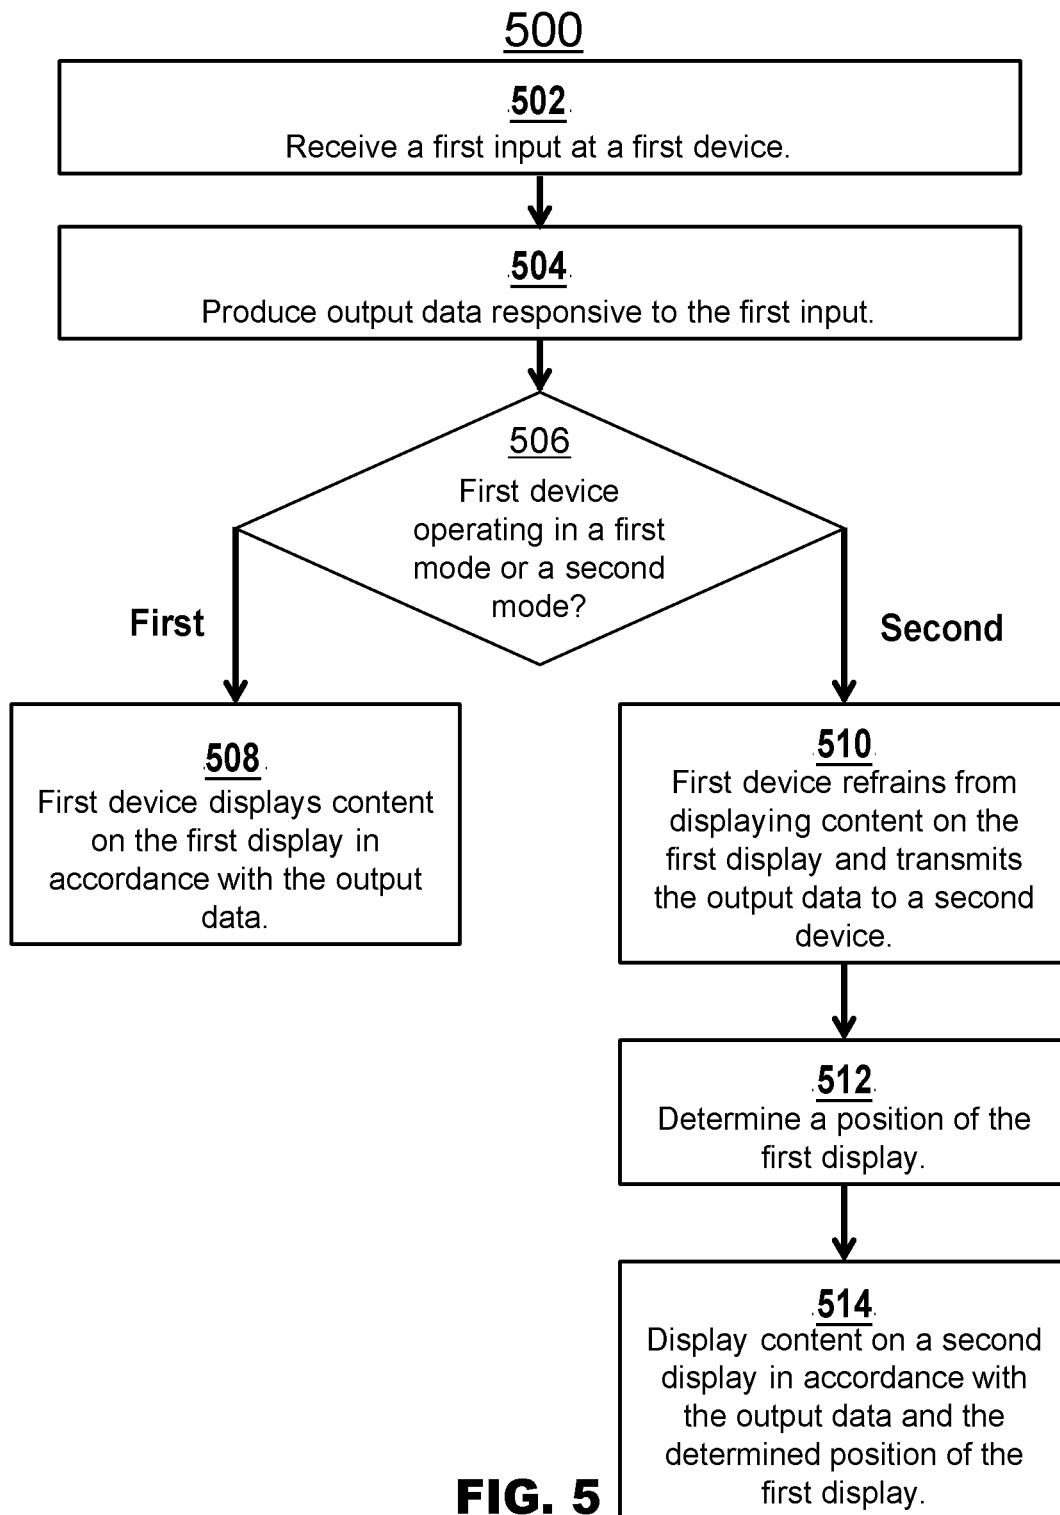 500
502
Receive a first input at a first device.
504
Produce output data responsive to the first input.
506
First device
operating in a first
mode or a second
mode?
First
Second
508
First device displays content
on the first display in
accordance with the output
data.
510
First device refrains from
displaying content on the
first display and transmits
the output data to a second
device.
512
Determine a position of the
first display.
514
Display content on a second
display in accordance with
the output data and the
determined position of the
first display.
FIG. 5